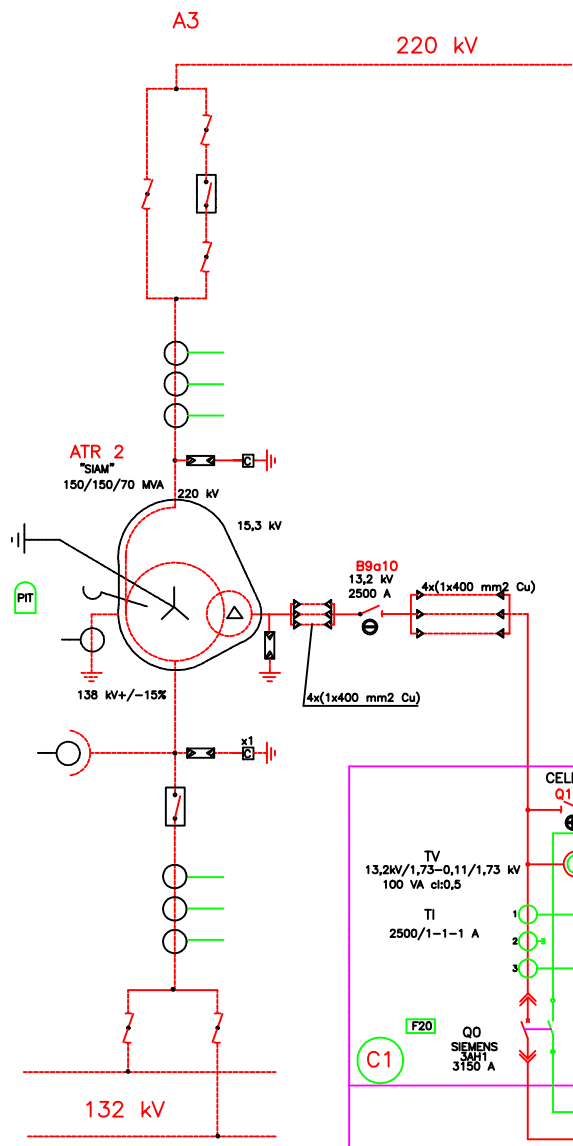 A3
220 kV
ATR 2
"SIAM"
150/150/70 MVA
C
220 kV
15,3 kV
B9a10
13,2 kV
2500 A
4x(1x400 mm2 Cu)
PIT
138 kV+/-15%
4x(1x400 mm2 Cu)
x1
C
CEL
Q1
TV
13,2kV/1,73-0,11/1,73 kV
100 VA cl:0,5
TI
2500/1-1-1 A
1
2
3
F20
Q0
SIEMENS
3AH1
3150 A
C1
132 kV